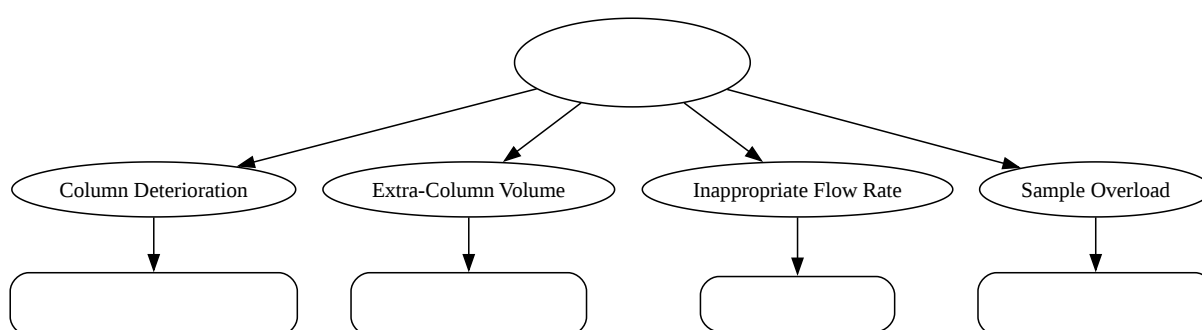 Column Deterioration
Extra-Column Volume
Inappropriate Flow Rate
Sample Overload